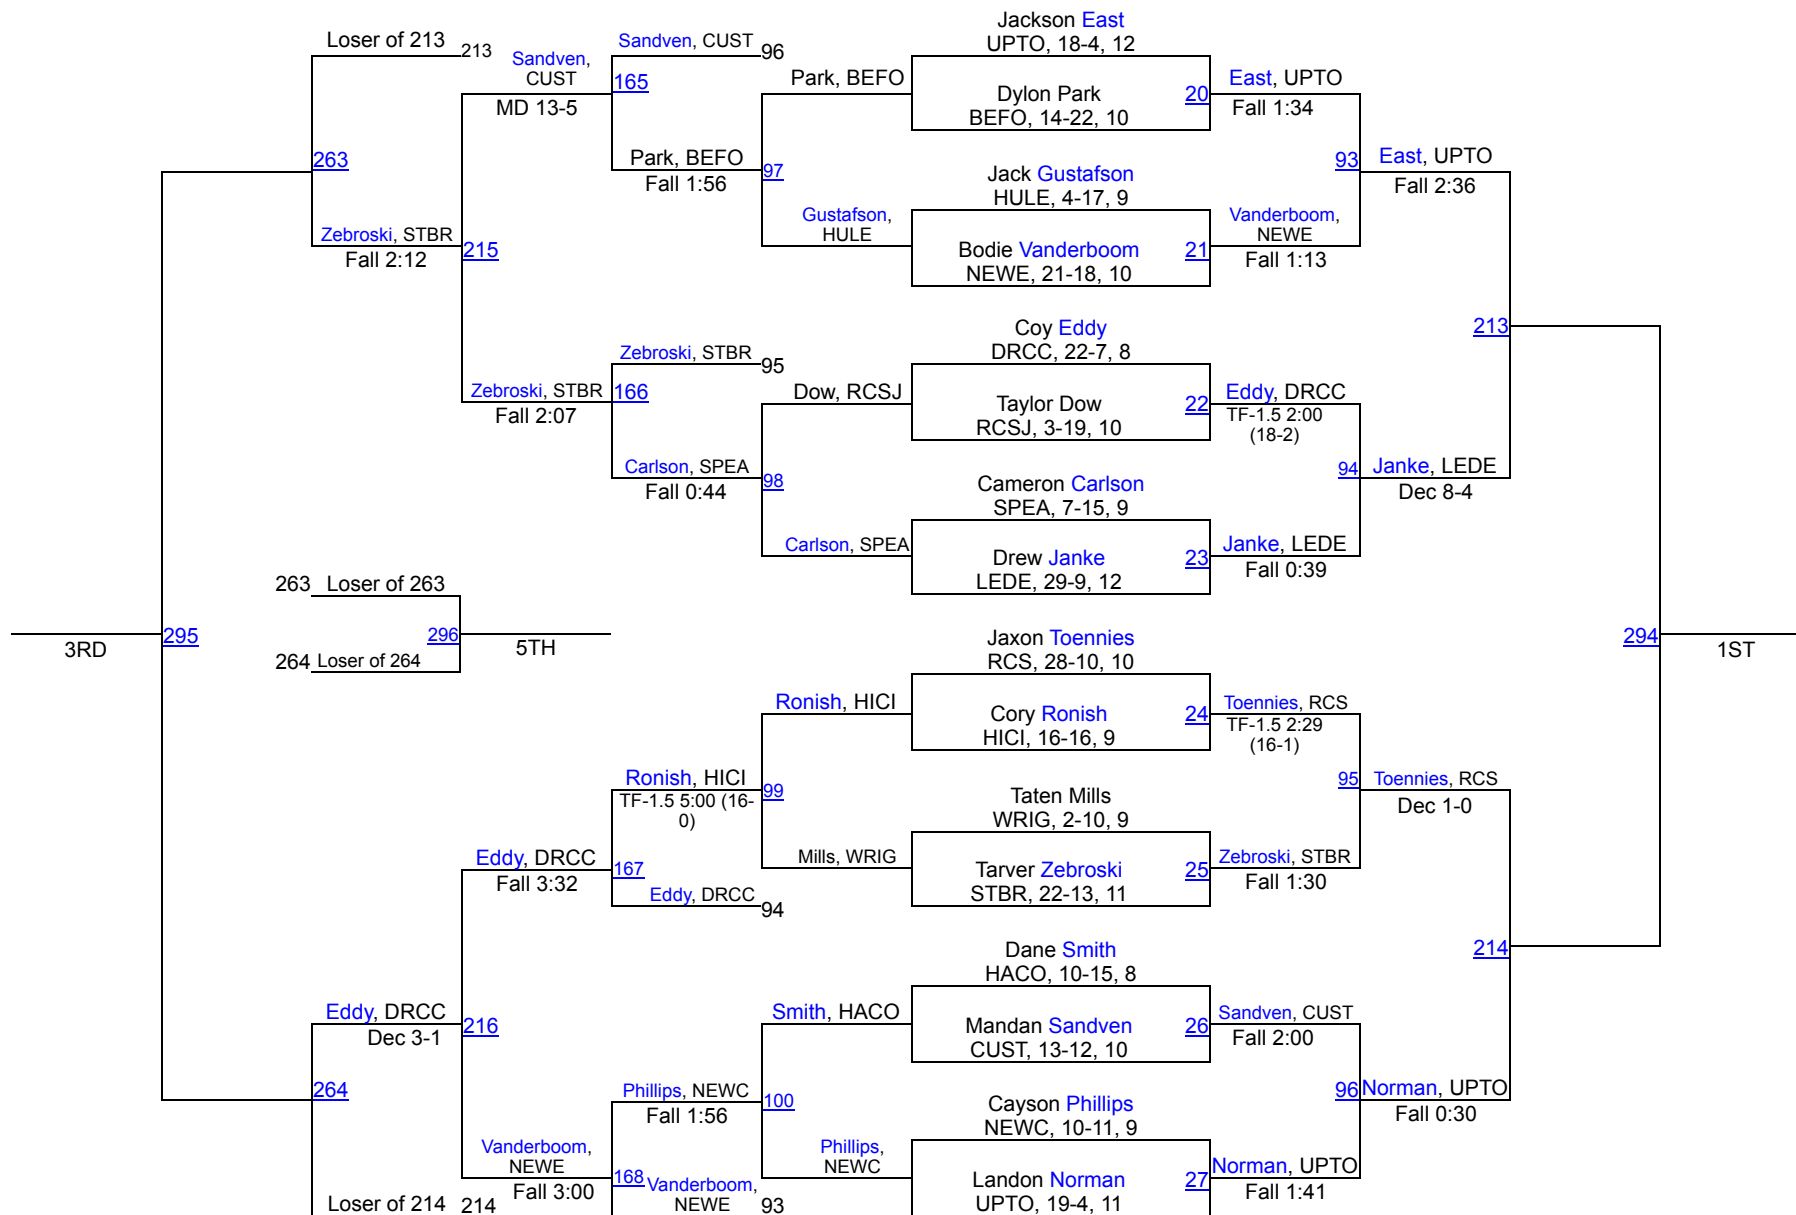 Jackson East
UPTO, 18-4, 12
Loser of 213
213
Sandven,
CUST
MD 13-5
Sandven, CUST
96
165
Park, BEFO
Dylon Park
BEFO, 14-22, 10
20
East, UPTO
Fall 1:34
263
Park, BEFO
Fall 1:56
97
Jack Gustafson
HULE, 4-17, 9
93
East, UPTO
Fall 2:36
Zebroski, STBR
Fall 2:12
215
Gustafson,
HULE
Bodie Vanderboom
NEWE, 21-18, 10
21
Vanderboom,
NEWE
Fall 1:13
Coy Eddy
DRCC, 22-7, 8
213
Zebroski, STBR
95
Zebroski, STBR
Fall 2:07
166
Dow, RCSJ
Taylor Dow
RCSJ, 3-19, 10
22
Eddy, DRCC
TF-1.5 2:00
(18-2)
Carlson, SPEA
Fall 0:44
98
Cameron Carlson
SPEA, 7-15, 9
94
Janke, LEDE
Dec 8-4
Carlson, SPEA
Drew Janke
LEDE, 29-9, 12
23
Janke, LEDE
Fall 0:39
263
Loser of 263
3RD
295
296
5TH
264
Loser of 264
Jaxon Toennies
RCS, 28-10, 10
294
1ST
Ronish, HICI
Cory Ronish
HICI, 16-16, 9
24
Toennies, RCS
TF-1.5 2:29
(16-1)
Ronish, HICI
TF-1.5 5:00 (16-
0)
99
Taten Mills
WRIG, 2-10, 9
95
Toennies, RCS
Dec 1-0
Eddy, DRCC
Fall 3:32
167
Mills, WRIG
Tarver Zebroski
STBR, 22-13, 11
25
Zebroski, STBR
Fall 1:30
Eddy, DRCC
94
Dane Smith
HACO, 10-15, 8
214
Eddy, DRCC
Dec 3-1
216
Smith, HACO
Mandan Sandven
CUST, 13-12, 10
26
Sandven, CUST
Fall 2:00
264
Phillips, NEWC
Fall 1:56
100
Cayson Phillips
NEWC, 10-11, 9
96
Norman, UPTO
Fall 0:30
Vanderboom,
NEWE
Fall 3:00
168
Phillips,
NEWC
Landon Norman
UPTO, 19-4, 11
27
Norman, UPTO
Fall 1:41
Loser of 214
214
Vanderboom,
NEWE
93